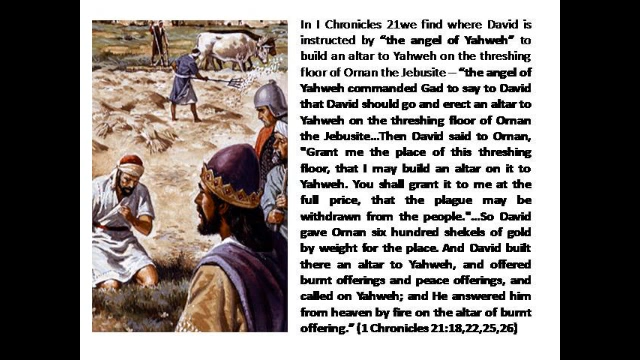 In I Chronicles 21we find where David is
instructed by “the angel of Yahweh” to
build an altar to Yahweh on the threshing
floor of Ornan the Jebusite – “the angel of
Yahweh commanded Gad to say to David
that David should go and erect an altar to
Yahweh on the threshing floor of Ornan
the Jebusite...Then David said to Ornan,
"Grant me the place of this threshing
floor, that I may build an altar on it to
Yahweh. You shall grant it to me at the
full price, that the plague may be
withdrawn from the people."...So David
gave Ornan six hundred shekels of gold
by weight for the place. And David built
there an altar to Yahweh, and offered
burnt offerings and peace offerings, and
called on Yahweh; and He answered him
from heaven by fire on the altar of burnt
offering.” (1 Chronicles 21:18,22,25,26)